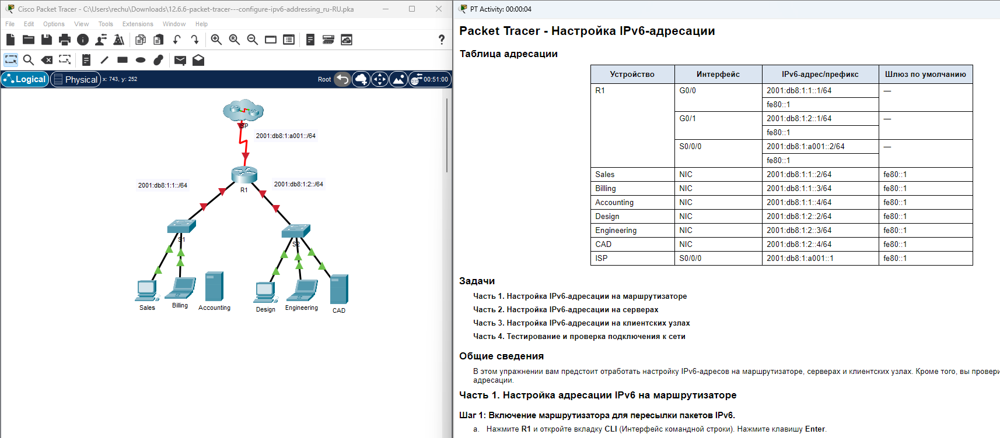 Cisco Packet Tracer - C:\Users\rechu\Downloads\12.6.6-packet-tracer---configure-ipv6-addressing_ru-RU.pka
File Edit Options View Tools Extensions Window Help
?
Logical Physical x: 743, y: 252 Root 00:51:00
ISP
2001:db8:1:a001::/64
2001:db8:1:1::/64
2001:db8:1:2::/64
R1
S1
S2
Sales
Billing
Accounting
Design
Engineering
CAD
PT Activity: 00:00:04
Packet Tracer - Настройка IPv6-адресации
Таблица адресации
Устройство Интерфейс IPv6-адрес/префикс Шлюз по умолчанию
R1 G0/0 2001:db8:1:1::1/64 —
fe80::1
G0/1 2001:db8:1:2::1/64 —
fe80::1
S0/0/0 2001:db8:1:a001::2/64 —
fe80::1
Sales NIC 2001:db8:1:1::2/64 fe80::1
Billing NIC 2001:db8:1:1::3/64 fe80::1
Accounting NIC 2001:db8:1:1::4/64 fe80::1
Design NIC 2001:db8:1:2::2/64 fe80::1
Engineering NIC 2001:db8:1:2::3/64 fe80::1
CAD NIC 2001:db8:1:2::4/64 fe80::1
ISP S0/0/0 2001:db8:1:a001::1 fe80::1
Задачи
Часть 1. Настройка IPv6-адресации на маршрутизаторе
Часть 2. Настройка IPv6-адресации на серверах
Часть 3. Настройка IPv6-адресации на клиентских узлах
Часть 4. Тестирование и проверка подключения к сети
Общие сведения
В этом упражнении вам предстоит отработать настройку IPv6-адресов на маршрутизаторе, серверах и клиентских узлах. Кроме того, вы провери
адресации.
Часть 1. Настройка адресации IPv6 на маршрутизаторе
Шаг 1: Включение маршрутизатора для пересылки пакетов IPv6.
a. Нажмите R1 и откройте вкладку CLI (Интерфейс командной строки). Нажмите клавишу Enter.